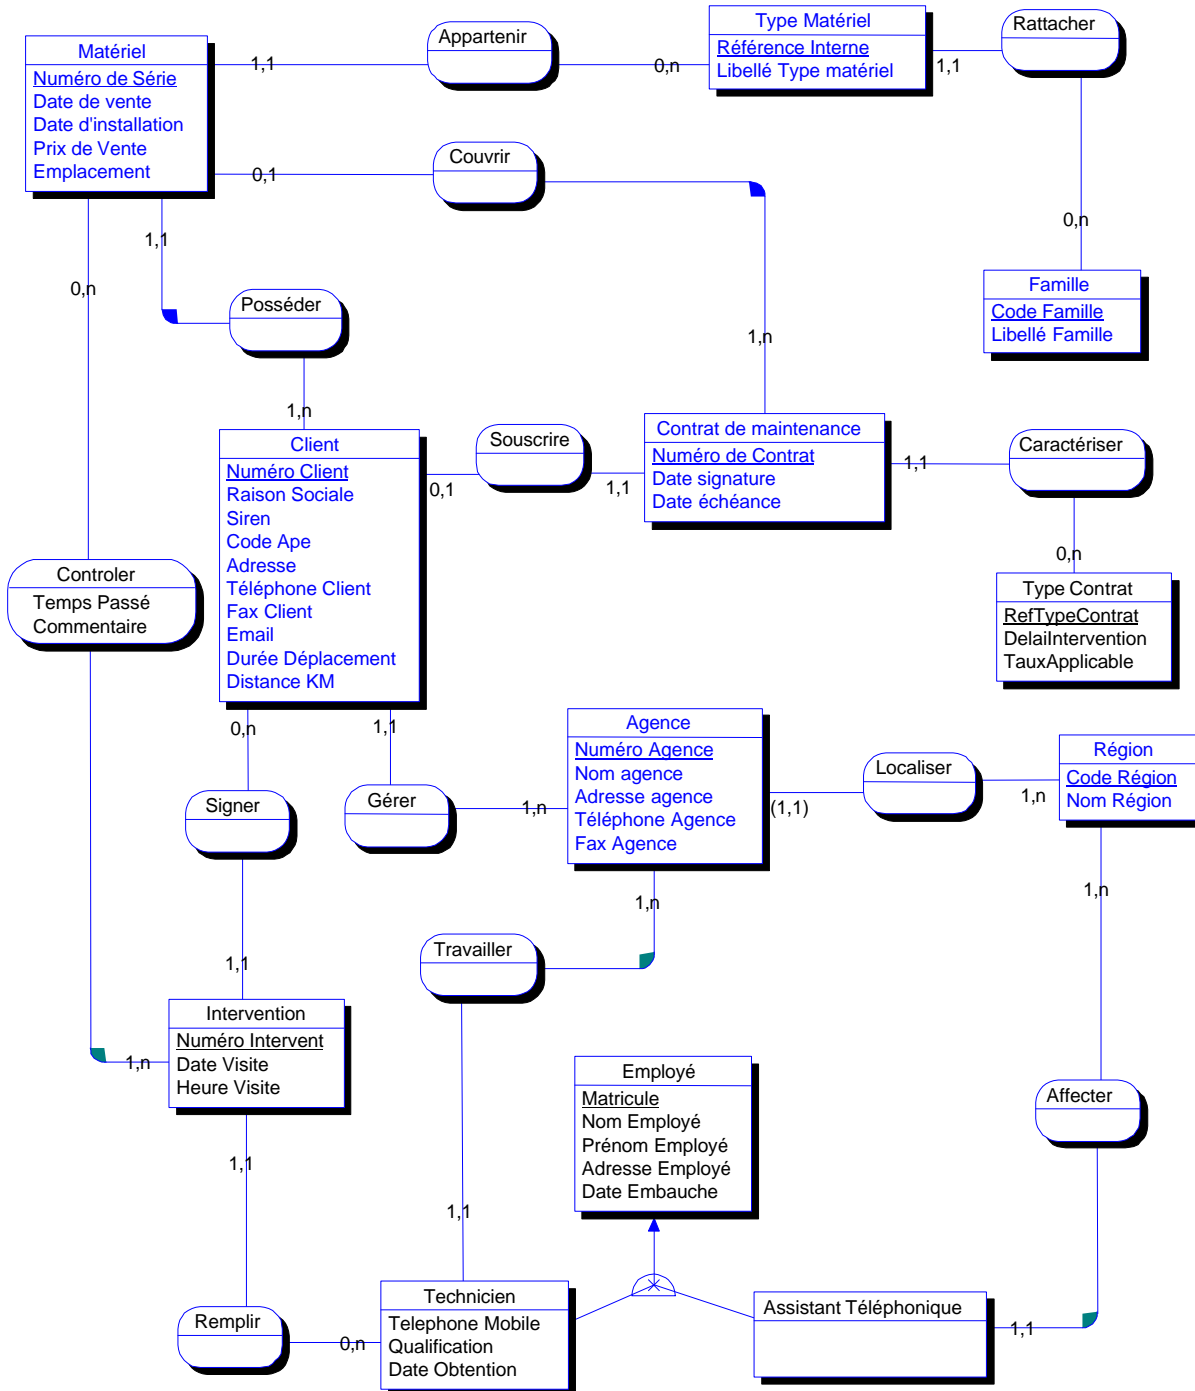 Matériel
Numéro de Série
Date de vente
Date d'installation
Prix de Vente
Emplacement
1,1
Appartenir
0,n
Type Matériel
Référence Interne
Libellé Type matériel
1,1
Rattacher
0,n
Famille
Code Famille
Libellé Famille
0,1
Couvrir
1,n
1,1
Posséder
1,n
0,n
Client
Numéro Client
Raison Sociale
Siren
Code Ape
Adresse
Téléphone Client
Fax Client
Email
Durée Déplacement
Distance KM
0,1
Souscrire
1,1
Contrat de maintenance
Numéro de Contrat
Date signature
Date échéance
1,1
Caractériser
0,n
Type Contrat
RefTypeContrat
DelaiIntervention
TauxApplicable
Controler
Temps Passé
Commentaire
0,n
Signer
1,1
1,1
Gérer
1,n
Agence
Numéro Agence
Nom agence
Adresse agence
Téléphone Agence
Fax Agence
(1,1)
Localiser
1,n
Région
Code Région
Nom Région
1,n
Travailler
1,1
1,n
Affecter
1,n
Intervention
Numéro Intervent
Date Visite
Heure Visite
1,1
Employé
Matricule
Nom Employé
Prénom Employé
Adresse Employé
Date Embauche
Remplir
0,n
Technicien
Telephone Mobile
Qualification
Date Obtention
Assistant Téléphonique
1,1